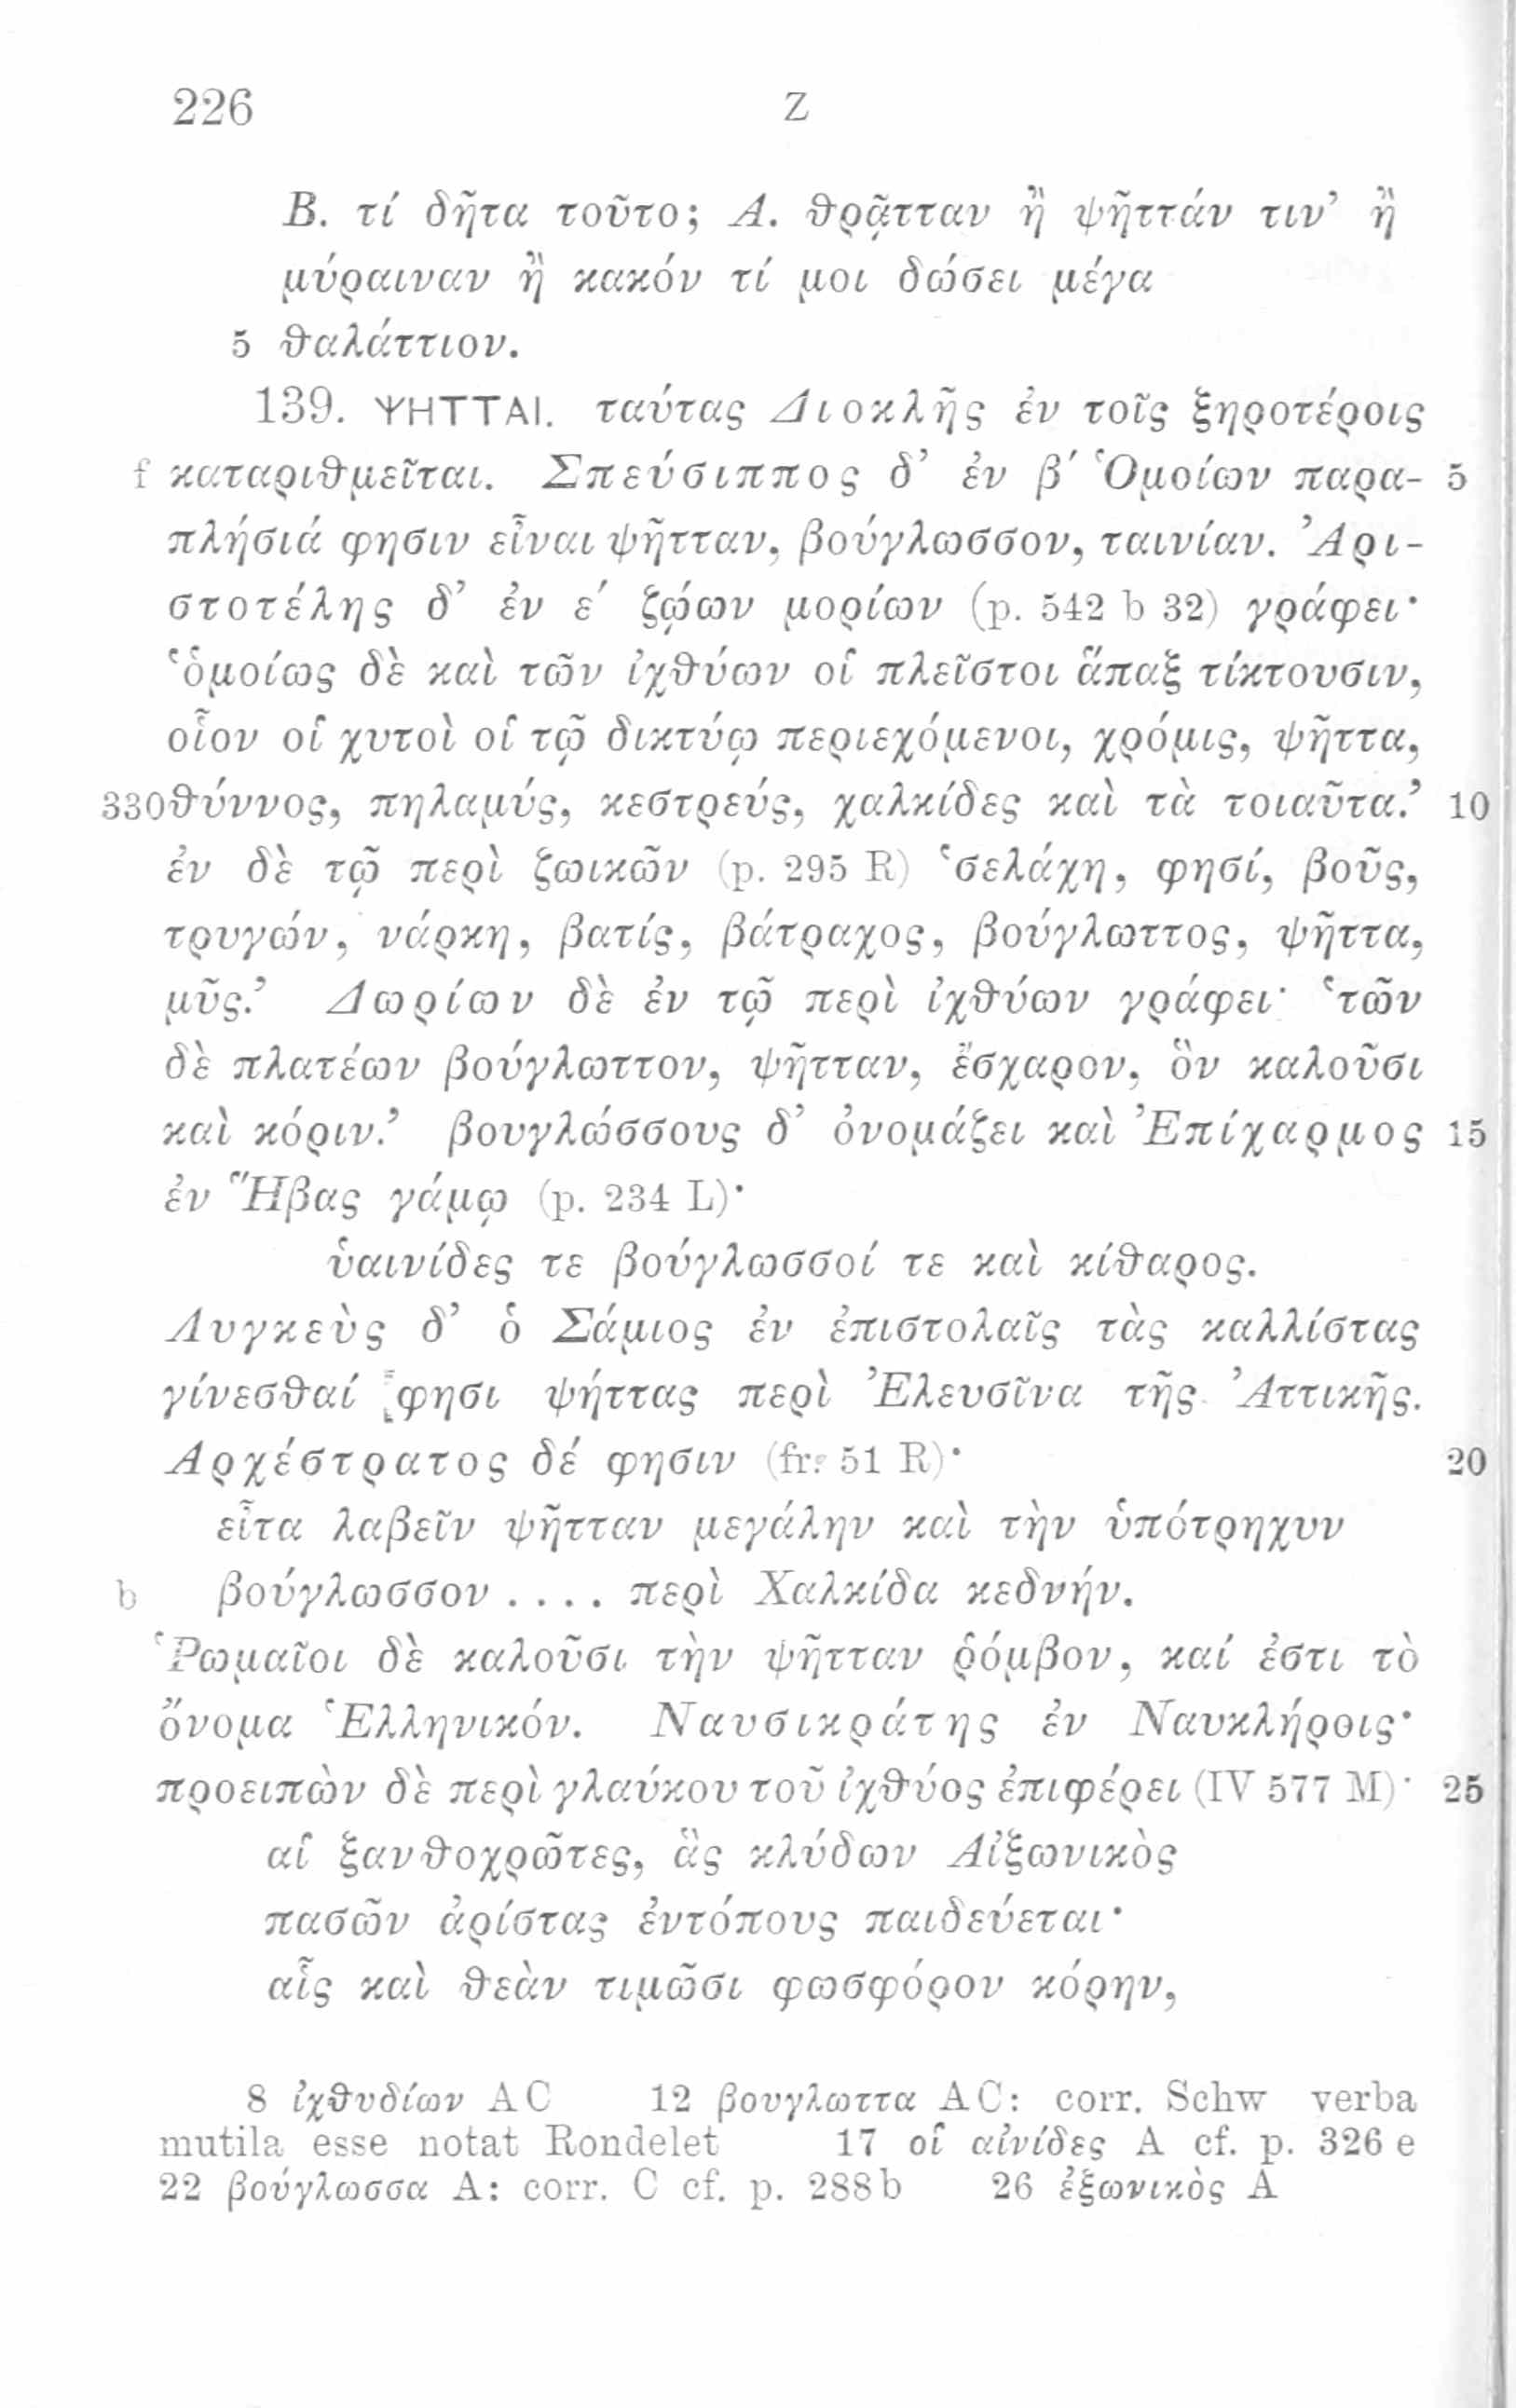 226 Z
Β. τί δῆτα τοῦτο; Α. θρᾷτταν ἢ ψῆττάν τιν’ ἢ
μύραιναν ἢ κακόν τί μοι δώσει μέγα
5 θαλάττιον.
139. ΨΗΤΤΑΙ. ταύτας Διοκλῆς ἐν τοῖς ξηροτέροις
f καταριθμεῖται. Σπεύσιππος δ’ ἐν β′ Ὁμοίων παρα- 5
πλήσιά φησιν εἶναι ψῆτταν, βούγλωσσον, ταινίαν. Ἀρι-
στοτέλης δ’ ἐν ε′ ζῴων μορίων (p. 542 b 32) γράφει·
‘ὁμοίως δὲ καὶ τῶν ἰχθύων οἱ πλεῖστοι ἅπαξ τίκτουσιν,
οἷον οἱ χυτοὶ οἱ τῷ δικτύῳ περιεχόμενοι, χρόμις, ψῆττα,
330 θύννος, πηλαμύς, κεστρεύς, χαλκίδες καὶ τὰ τοιαῦτα.’ 10
ἐν δὲ τῷ περὶ ζωικῶν (p. 295 R) ‘σελάχη, φησί, βοῦς,
τρυγών, νάρκη, βατίς, βάτραχος, βούγλωττος, ψῆττα,
μῦς.’ Δωρίων δὲ ἐν τῷ περὶ ἰχθύων γράφει· ‘τῶν
δὲ πλατέων βούγλωττον, ψῆτταν, ἔσχαρον, ὃν καλοῦσι
καὶ κόριν.’ βουγλώσσους δ’ ὀνομάζει καὶ Ἐπίχαρμος 15
ἐν Ἥβας γάμῳ (p. 234 L)·
ὑαινίδες τε βούγλωσσοί τε καὶ κίθαρος.
Λυγκεὺς δ’ ὁ Σάμιος ἐν ἐπιστολαῖς τὰς καλλίστας
γίνεσθαί φησι ψήττας περὶ Ἐλευσῖνα τῆς Ἀττικῆς.
Ἀρχέστρατος δέ φησιν (fr. 51 R)· 20
εἶτα λαβεῖν ψῆτταν μεγάλην καὶ τὴν ὑπότρηχυν
b βούγλωσσον . . . . περὶ Χαλκίδα κεδνήν.
Ῥωμαῖοι δὲ καλοῦσι τὴν ψῆτταν ῥόμβον, καί ἐστι τὸ
ὄνομα Ἑλληνικόν. Ναυσικράτης ἐν Ναυκλήροις·
προειπὼν δὲ περὶ γλαύκου τοῦ ἰχθύος ἐπιφέρει (IV 577 M)· 25
αἱ ξανθοχρῶτες, ἃς κλύδων Αἰξωνικὸς
πασῶν ἀρίστας ἐντόπους παιδεύεται·
αἷς καὶ θεὰν τιμῶσι φωσφόρον κόρην,
8 ἰχθυδίων AC 12 βουγλωττα AC: corr. Schw verba
mutila esse notat Rondelet 17 οἱ αἰνίδες A cf. p. 326 e
22 βούγλωσσα A: corr. C cf. p. 288 b 26 ἐξωνικὸς A